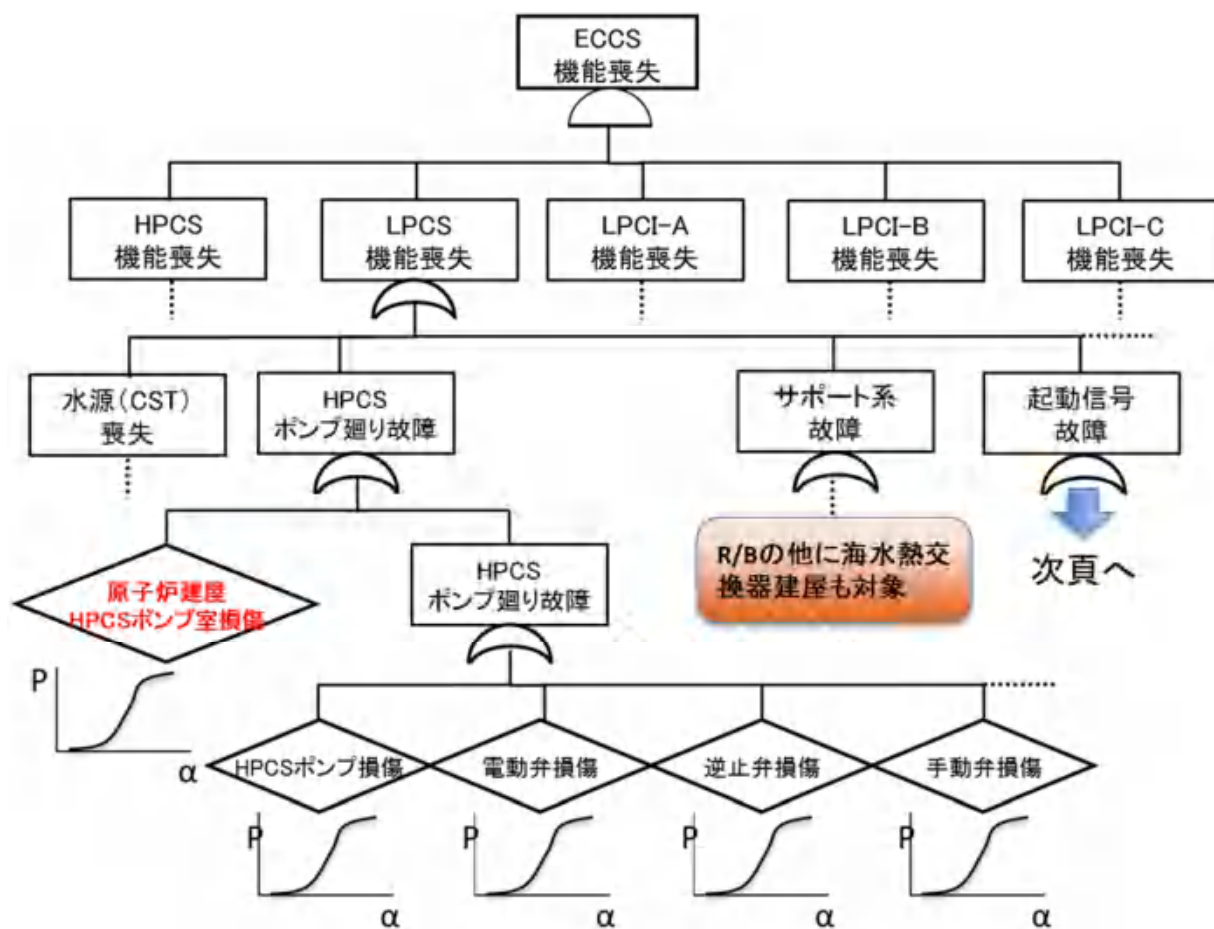 ECCS
機能喪失
HPCS
機能喪失
LPCS
機能喪失
LPCI-A
機能喪失
LPCI-B
機能喪失
LPCI-C
機能喪失
水源(CST)
喪失
HPCS
ポンプ廻り故障
サポート系
故障
起動信号
故障
原子炉建屋
HPCSポンプ室損傷
HPCS
ポンプ廻り故障
R/Bの他に海水熱交
換器建屋も対象
次頁へ
P
α
HPCSポンプ損傷
電動弁損傷
逆止弁損傷
手動弁損傷
P
α
P
α
P
α
P
α